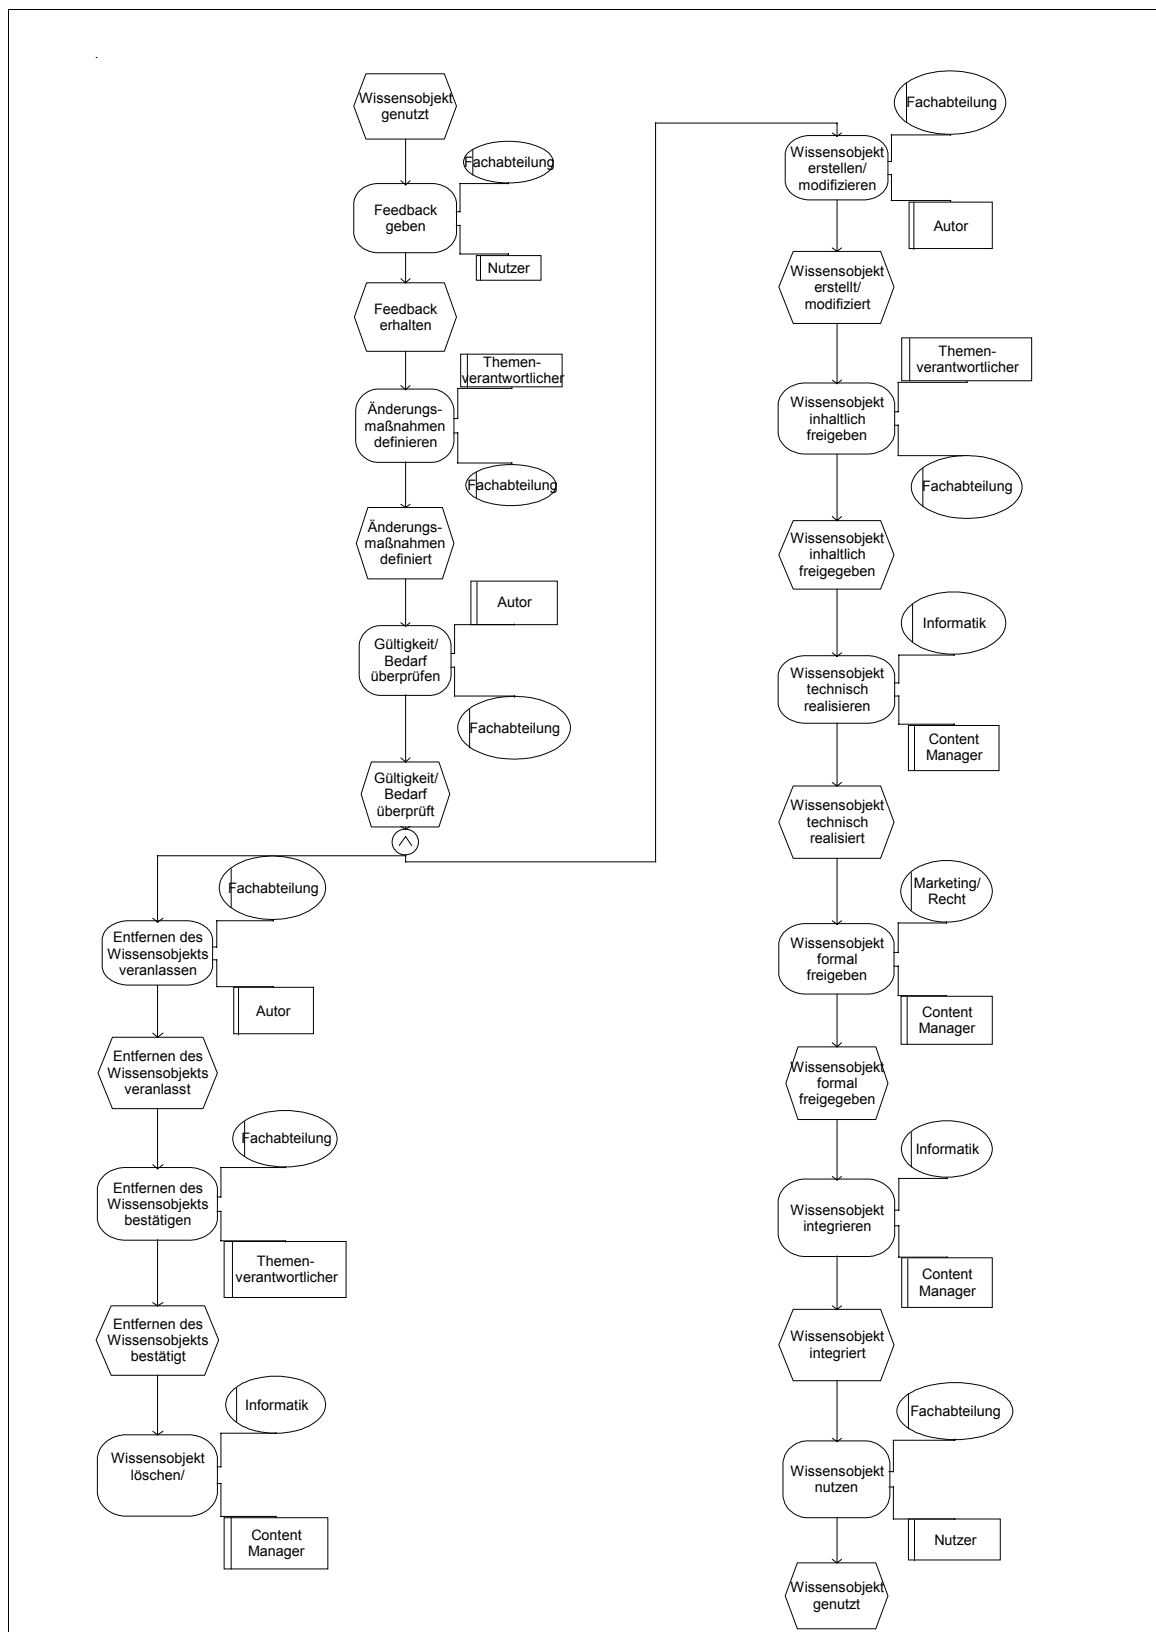 Wissensobjekt
genutzt
Fachabteilung
Feedback
geben
Nutzer
Feedback
erhalten
Themen-
verantwortlicher
Änderungs-
maßnahmen
definieren
Fachabteilung
Änderungs-
maßnahmen
definiert
Autor
Gültigkeit/
Bedarf
überprüfen
Fachabteilung
Gültigkeit/
Bedarf
überprüft
Fachabteilung
Entfernen des
Wissensobjekts
veranlassen
Autor
Entfernen des
Wissensobjekts
veranlasst
Fachabteilung
Entfernen des
Wissensobjekts
bestätigen
Themen-
verantwortlicher
Entfernen des
Wissensobjekts
bestätigt
Informatik
Wissensobjekt
löschen/
Content
Manager
Fachabteilung
Wissensobjekt
erstellen/
modifizieren
Autor
Wissensobjekt
erstellt/
modifiziert
Themen-
verantwortlicher
Wissensobjekt
inhaltlich
freigeben
Fachabteilung
Wissensobjekt
inhaltlich
freigegeben
Informatik
Wissensobjekt
technisch
realisieren
Content
Manager
Wissensobjekt
technisch
realisiert
Marketing/
Recht
Wissensobjekt
formal
freigeben
Content
Manager
Wissensobjekt
formal
freigegeben
Informatik
Wissensobjekt
integrieren
Content
Manager
Wissensobjekt
integriert
Fachabteilung
Wissensobjekt
nutzen
Nutzer
Wissensobjekt
genutzt